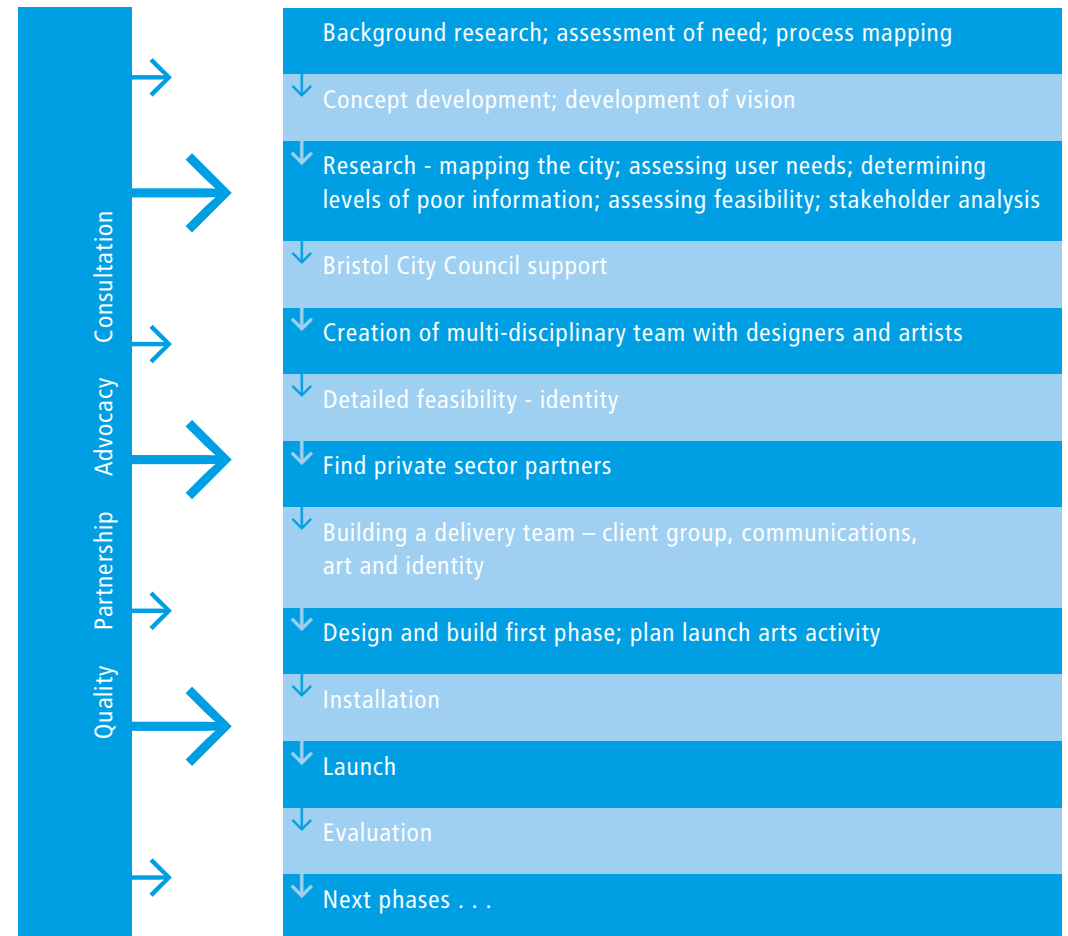 Consultation
Advocacy
Partnership
Quality
Background research; assessment of need; process mapping
Concept development; development of vision
Research - mapping the city; assessing user needs; determining
levels of poor information; assessing feasibility; stakeholder analysis
Bristol City Council support
Creation of multi-disciplinary team with designers and artists
Detailed feasibility - identity
Find private sector partners
Building a delivery team – client group, communications,
art and identity
Design and build first phase; plan launch arts activity
Installation
Launch
Evaluation
Next phases . . .